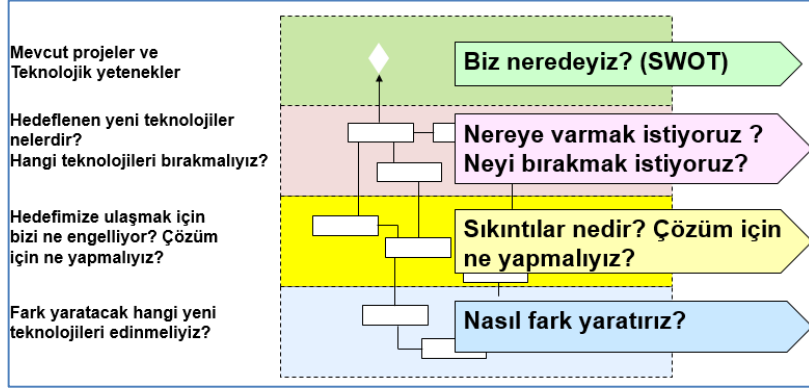 Mevcut projeler ve
Teknolojik yetenekler
Biz neredeyiz? (SWOT)
Hedeflenen yeni teknolojiler
nelerdir?
Hangi teknolojileri bırakmalıyız?
Nereye varmak istiyoruz ?
Neyi bırakmak istiyoruz?
Hedefimize ulaşmak için
bizi ne engelliyor? Çözüm
için ne yapmalıyız?
Sıkıntılar nedir? Çözüm için
ne yapmalıyız?
Fark yaratacak hangi yeni
teknolojileri edinmeliyiz?
Nasıl fark yaratırız?